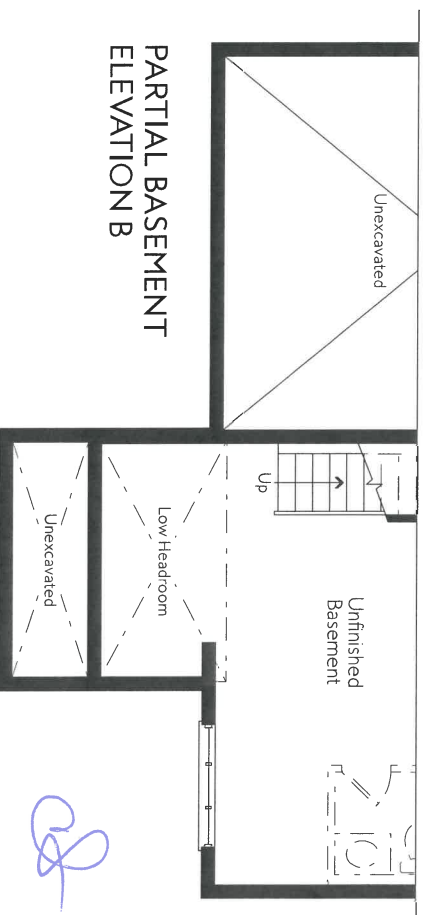 PARTIAL BASEMENT
ELEVATION B
Unexcavated
Up
Unfinished
Basement
Low Headroom
Unexcavated